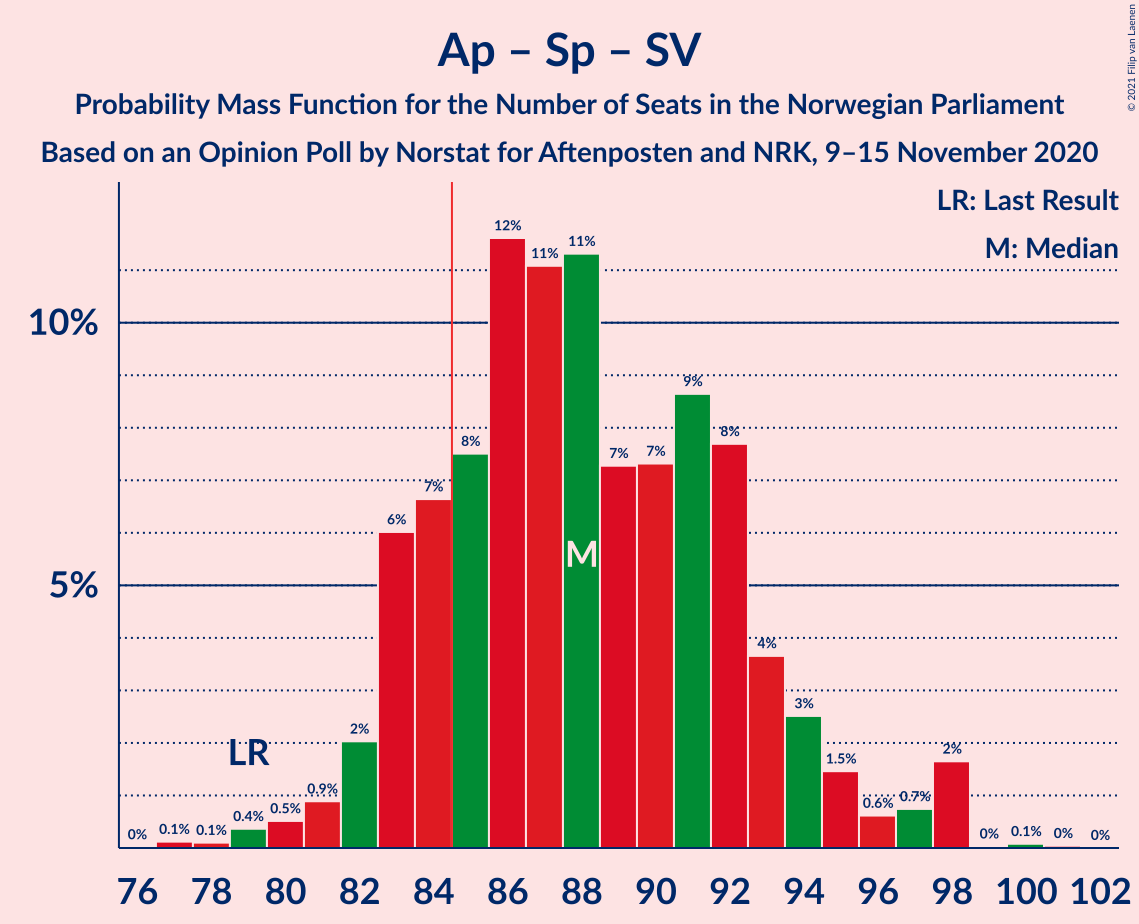 Ap – Sp – SV
Probability Mass Function for the Number of Seats in the Norwegian Parliament
Based on an Opinion Poll by Norstat for Aftenposten and NRK, 9–15 November 2020
© 2021 Filip van Laenen
LR: Last Result
M: Median
10%
5%
0% 0.1% 0.1% 0.4% 0.5% 0.9% 2% 6% 7% 8% 12% 11% 11% 7% 7% 9% 8% 4% 3% 1.5% 0.6% 0.7% 2% 0% 0.1% 0% 0%
M
LR
76 78 80 82 84 86 88 90 92 94 96 98 100 102